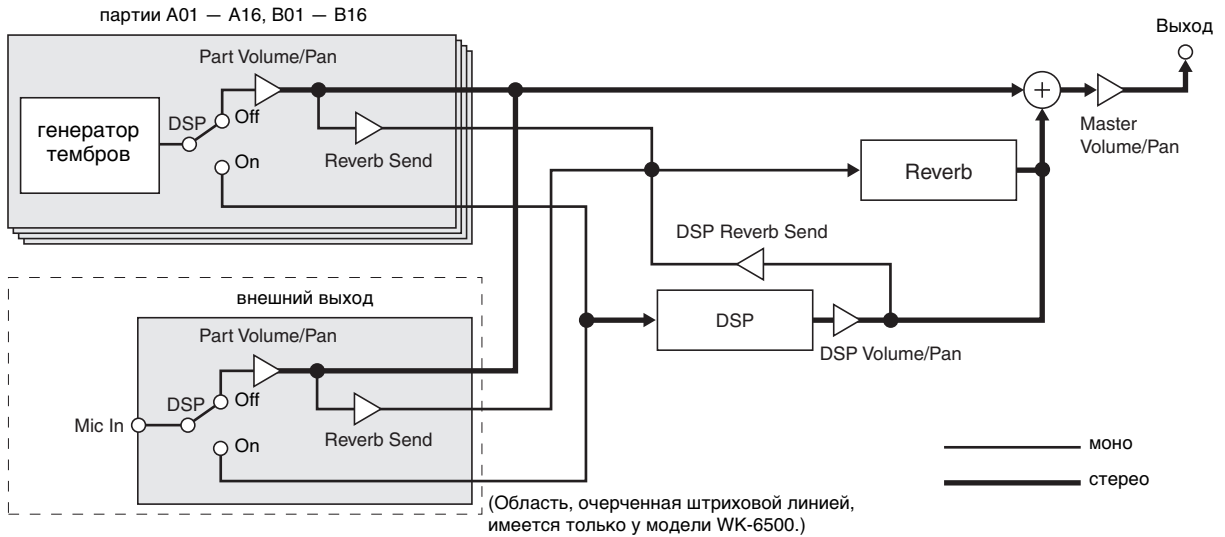 партии A01 — A16, B01 — B16
Выход
Part Volume/Pan
генератор
тембров
DSP
Off
On
Reverb Send
+
Master
Volume/Pan
Reverb
DSP Reverb Send
DSP
DSP Volume/Pan
внешний выход
Part Volume/Pan
Mic In
DSP
Off
On
Reverb Send
моно
стерео
(Область, очерченная штриховой линией,
имеется только у модели WK-6500.)